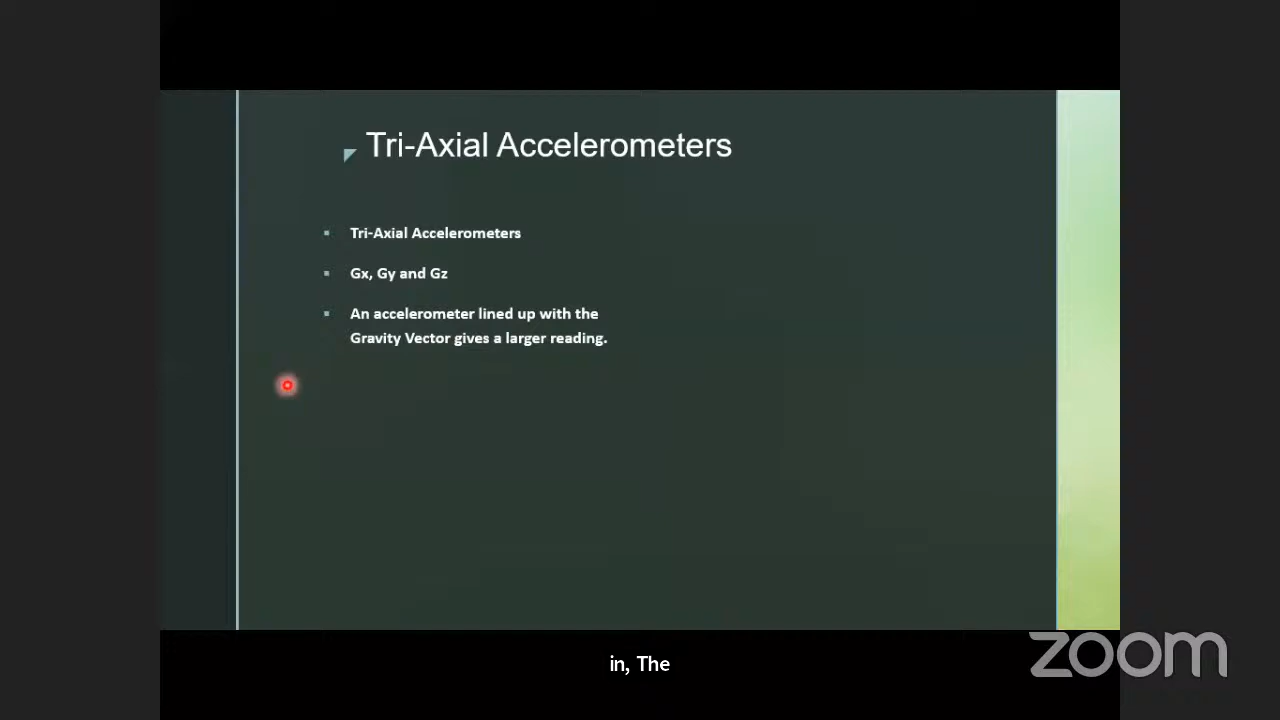 Tri-Axial Accelerometers
Tri-Axial Accelerometers
Gx, Gy and Gz
An accelerometer lined up with the
Gravity Vector gives a larger reading.
in, The
zoom